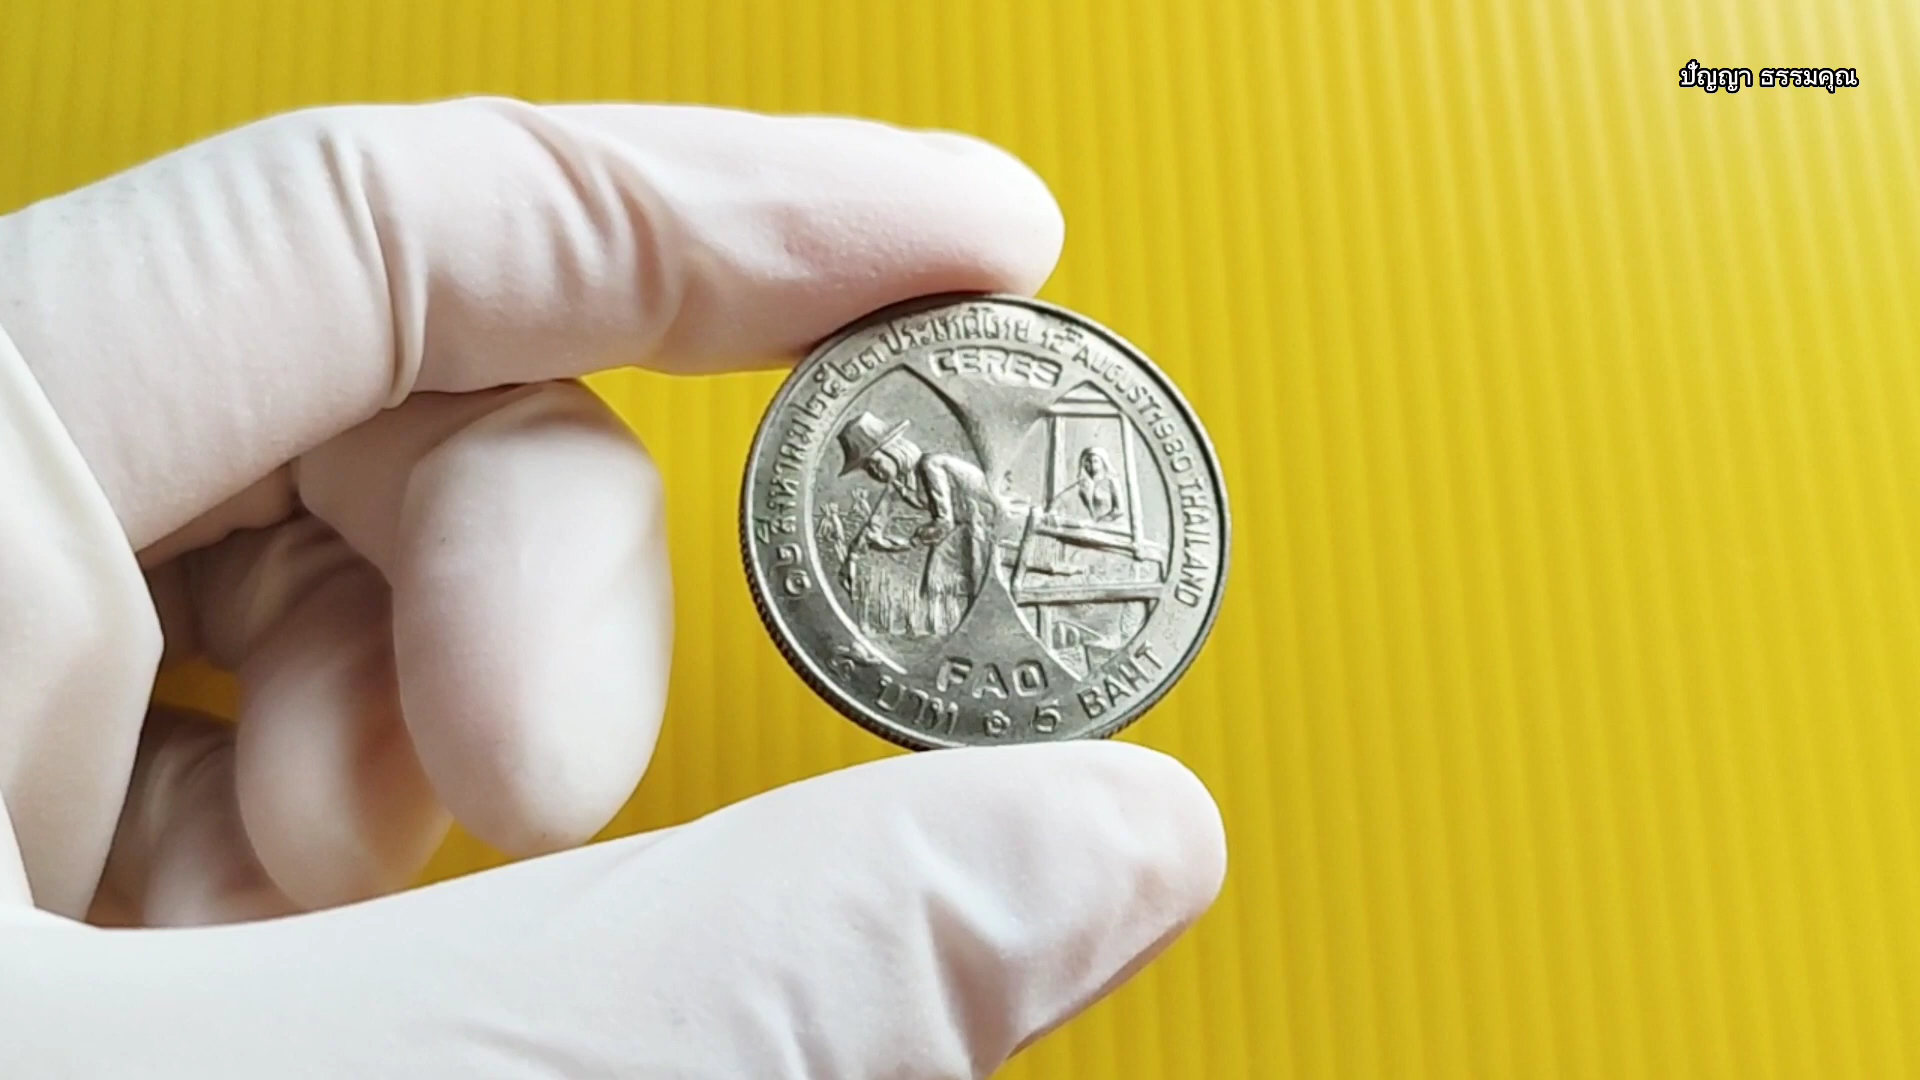 ปัญญา ธรรมคุณ
๑๒ สิงหาคม ๒๕๒๓ ประเทศไทย 12TH AUGUST 1980 THAILAND
CERES
FAO
๕ บาท 5 BAHT